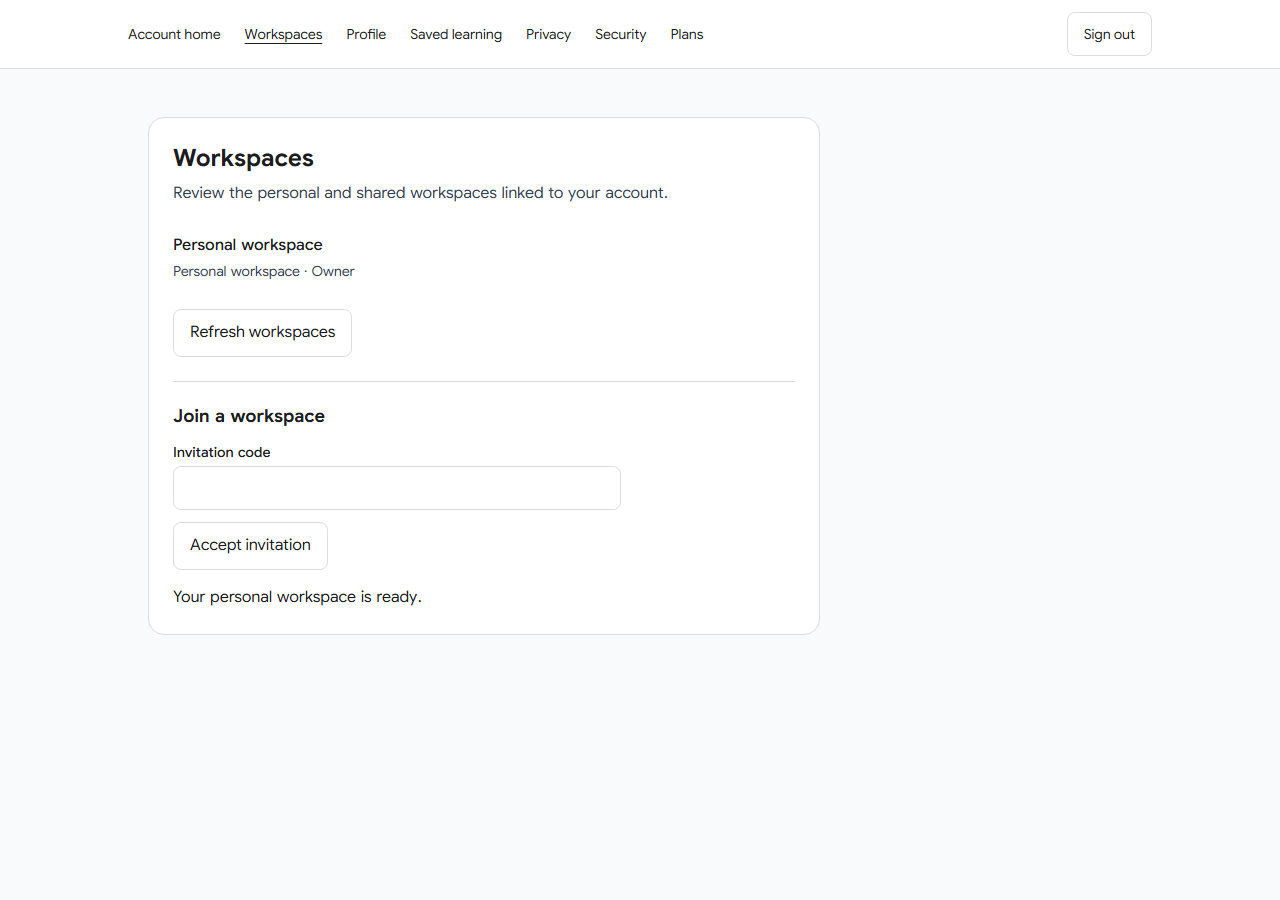 Account home
Workspaces
Profile
Saved learning
Privacy
Security
Plans
Sign out
Workspaces
Review the personal and shared workspaces linked to your account.
Personal workspace
Personal workspace · Owner
Refresh workspaces
Join a workspace
Invitation code
Accept invitation
Your personal workspace is ready.